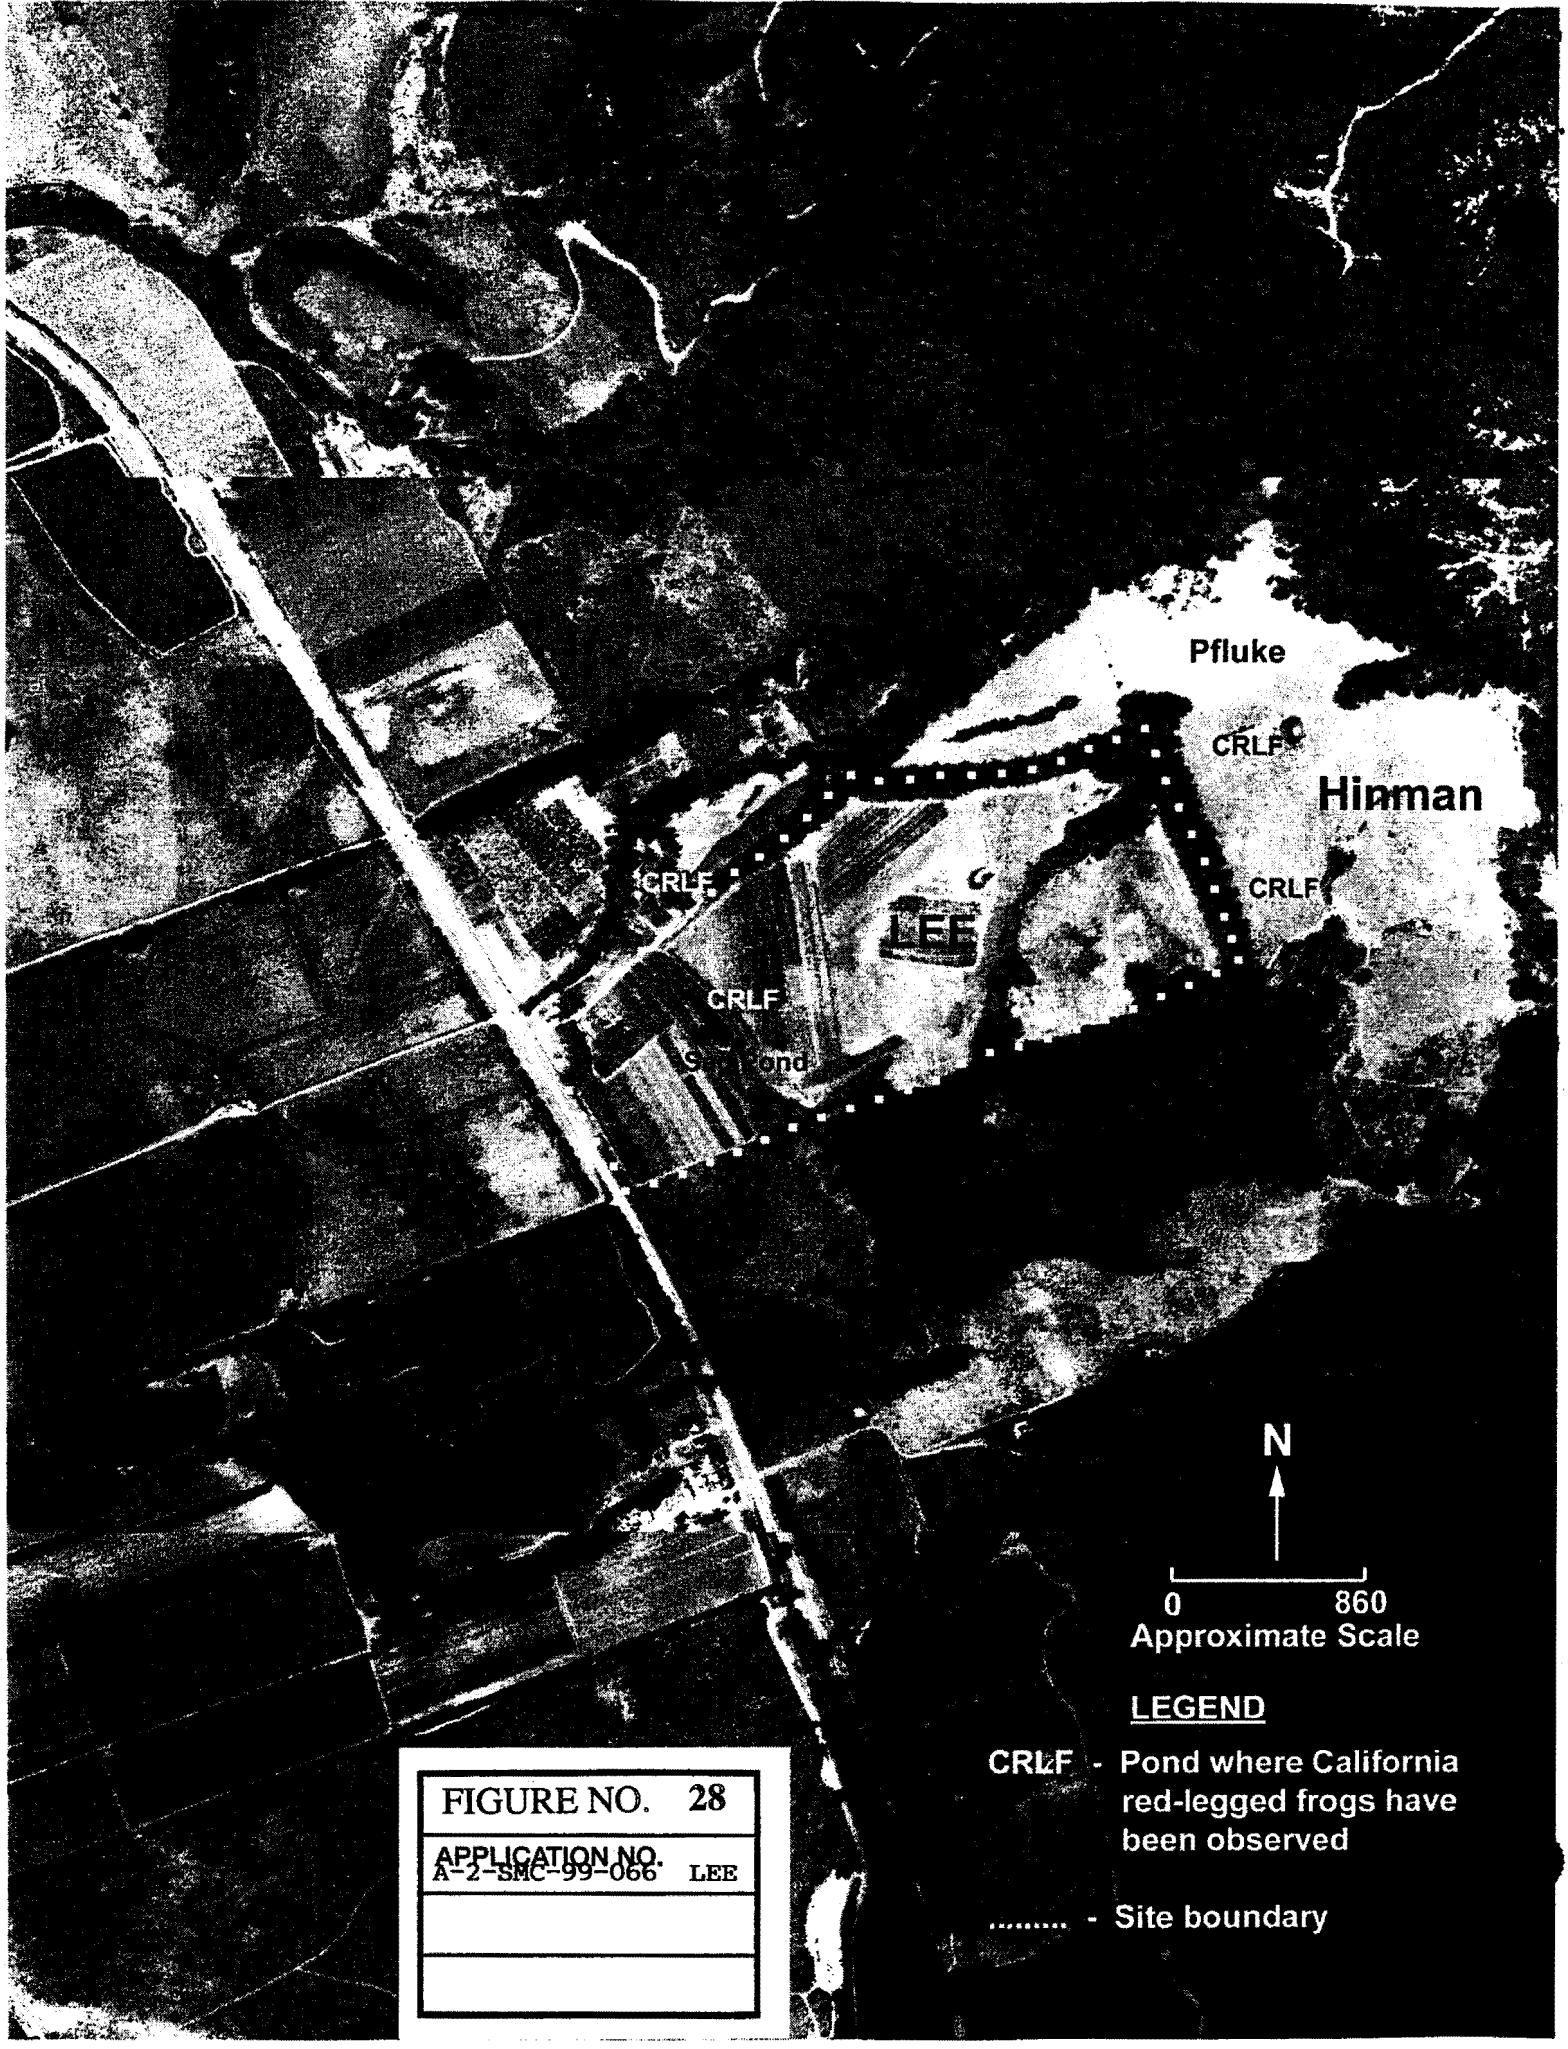 Pfluke
CRLF
Hinman
CRLF
CRLF
LEE
CRLF
N
0 860
Approximate Scale
LEGEND
CRLF - Pond where California
red-legged frogs have
been observed
......... - Site boundary
FIGURE NO. 28
APPLICATION NO.
A-2-SMC-99-066 LEE